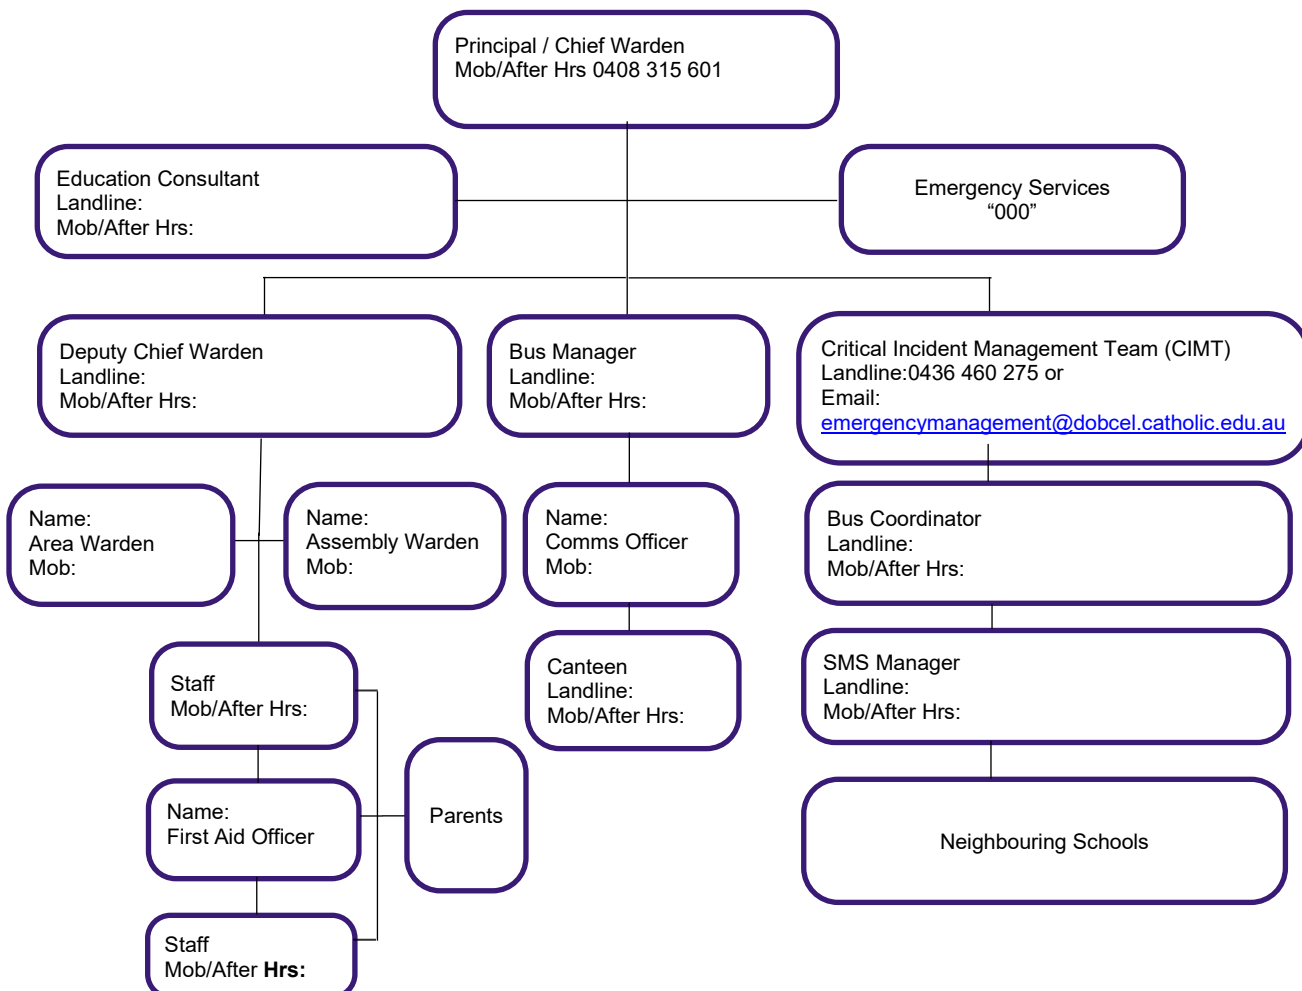 Principal / Chief Warden
Mob/After Hrs 0408 315 601
Education Consultant
Landline:
Mob/After Hrs:
Emergency Services
“000”
Deputy Chief Warden
Landline:
Mob/After Hrs:
Bus Manager
Landline:
Mob/After Hrs:
Critical Incident Management Team (CIMT)
Landline:0436 460 275 or
Email:
emergencymanagement@dobcel.catholic.edu.au
Name:
Area Warden
Mob:
Name:
Assembly Warden
Mob:
Name:
Comms Officer
Mob:
Bus Coordinator
Landline:
Mob/After Hrs:
Staff
Mob/After Hrs:
Canteen
Landline:
Mob/After Hrs:
SMS Manager
Landline:
Mob/After Hrs:
Name:
First Aid Officer
Parents
Neighbouring Schools
Staff
Mob/After Hrs: